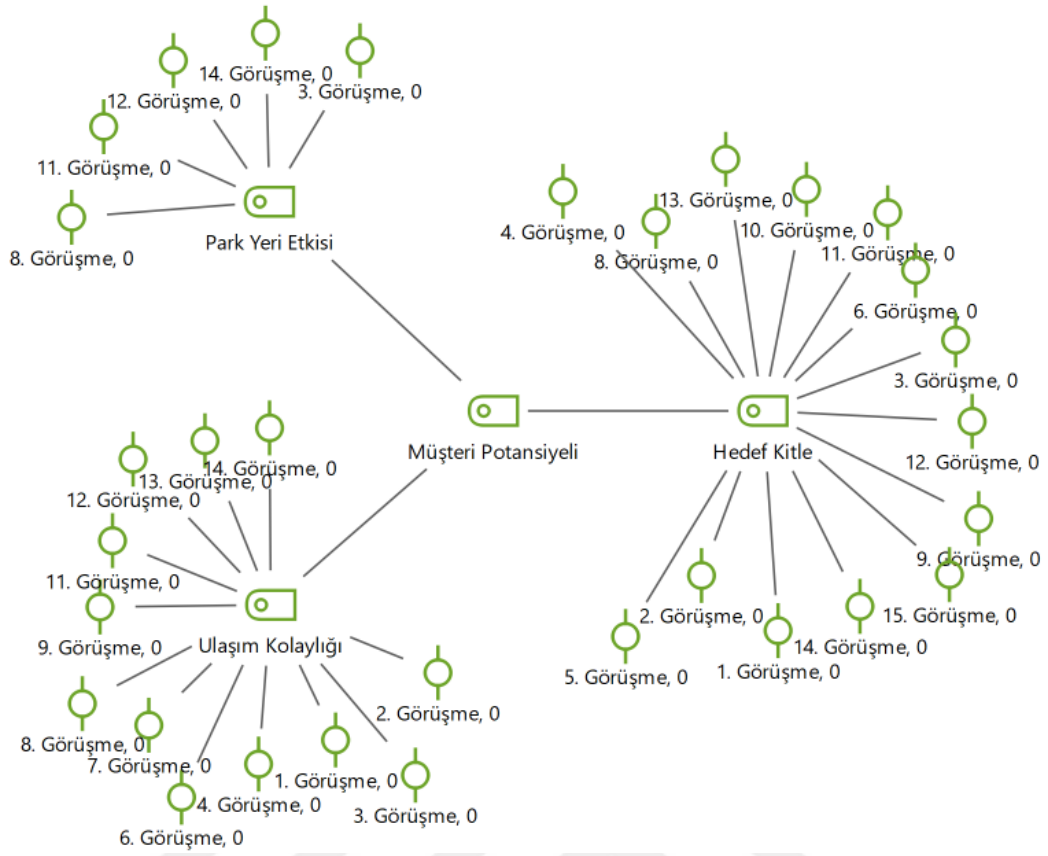 14. Görüşme, 0
3. Görüşme, 0
12. Görüşme, 0
11. Görüşme, 0
8. Görüşme, 0
Park Yeri Etkisi
13. Görüşme, 0
4. Görüşme, 0
10. Görüşme, 0
8. Görüşme, 0
11. Görüşme, 0
6. Görüşme, 0
3. Görüşme, 0
Müşteri Potansiyeli
Hedef Kitle
12. Görüşme, 0
9. Görüşme, 0
15. Görüşme, 0
2. Görüşme, 0
14. Görüşme, 0
1. Görüşme, 0
5. Görüşme, 0
14. Görüşme, 0
13. Görüşme, 0
12. Görüşme, 0
11. Görüşme, 0
9. Görüşme, 0
Ulaşım Kolaylığı
2. Görüşme, 0
8. Görüşme, 0
7. Görüşme, 0
1. Görüşme, 0
4. Görüşme, 0
3. Görüşme, 0
6. Görüşme, 0